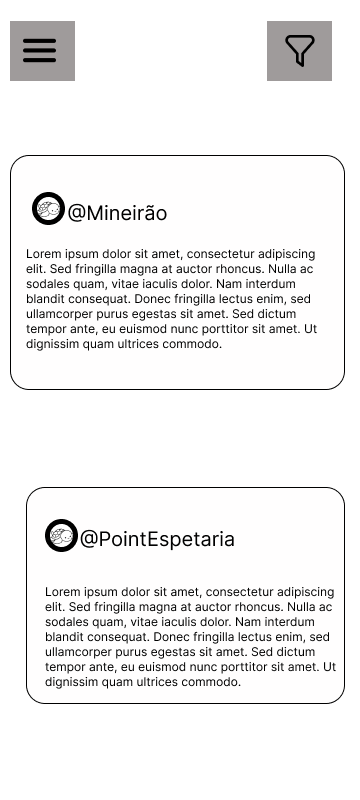 @Mineirão
Lorem ipsum dolor sit amet, consectetur adipiscing
elit. Sed fringilla magna at auctor rhoncus. Nulla ac
sodales quam, vitae iaculis dolor. Nam interdum
blandit consequat. Donec fringilla lectus enim, sed
ullamcorper purus egestas sit amet. Sed dictum
tempor ante, eu euismod nunc porttitor sit amet. Ut
dignissim quam ultrices commodo.
@PointEspetaria
Lorem ipsum dolor sit amet, consectetur adipiscing
elit. Sed fringilla magna at auctor rhoncus. Nulla ac
sodales quam, vitae iaculis dolor. Nam interdum
blandit consequat. Donec fringilla lectus enim, sed
ullamcorper purus egestas sit amet. Sed dictum
tempor ante, eu euismod nunc porttitor sit amet. Ut
dignissim quam ultrices commodo.